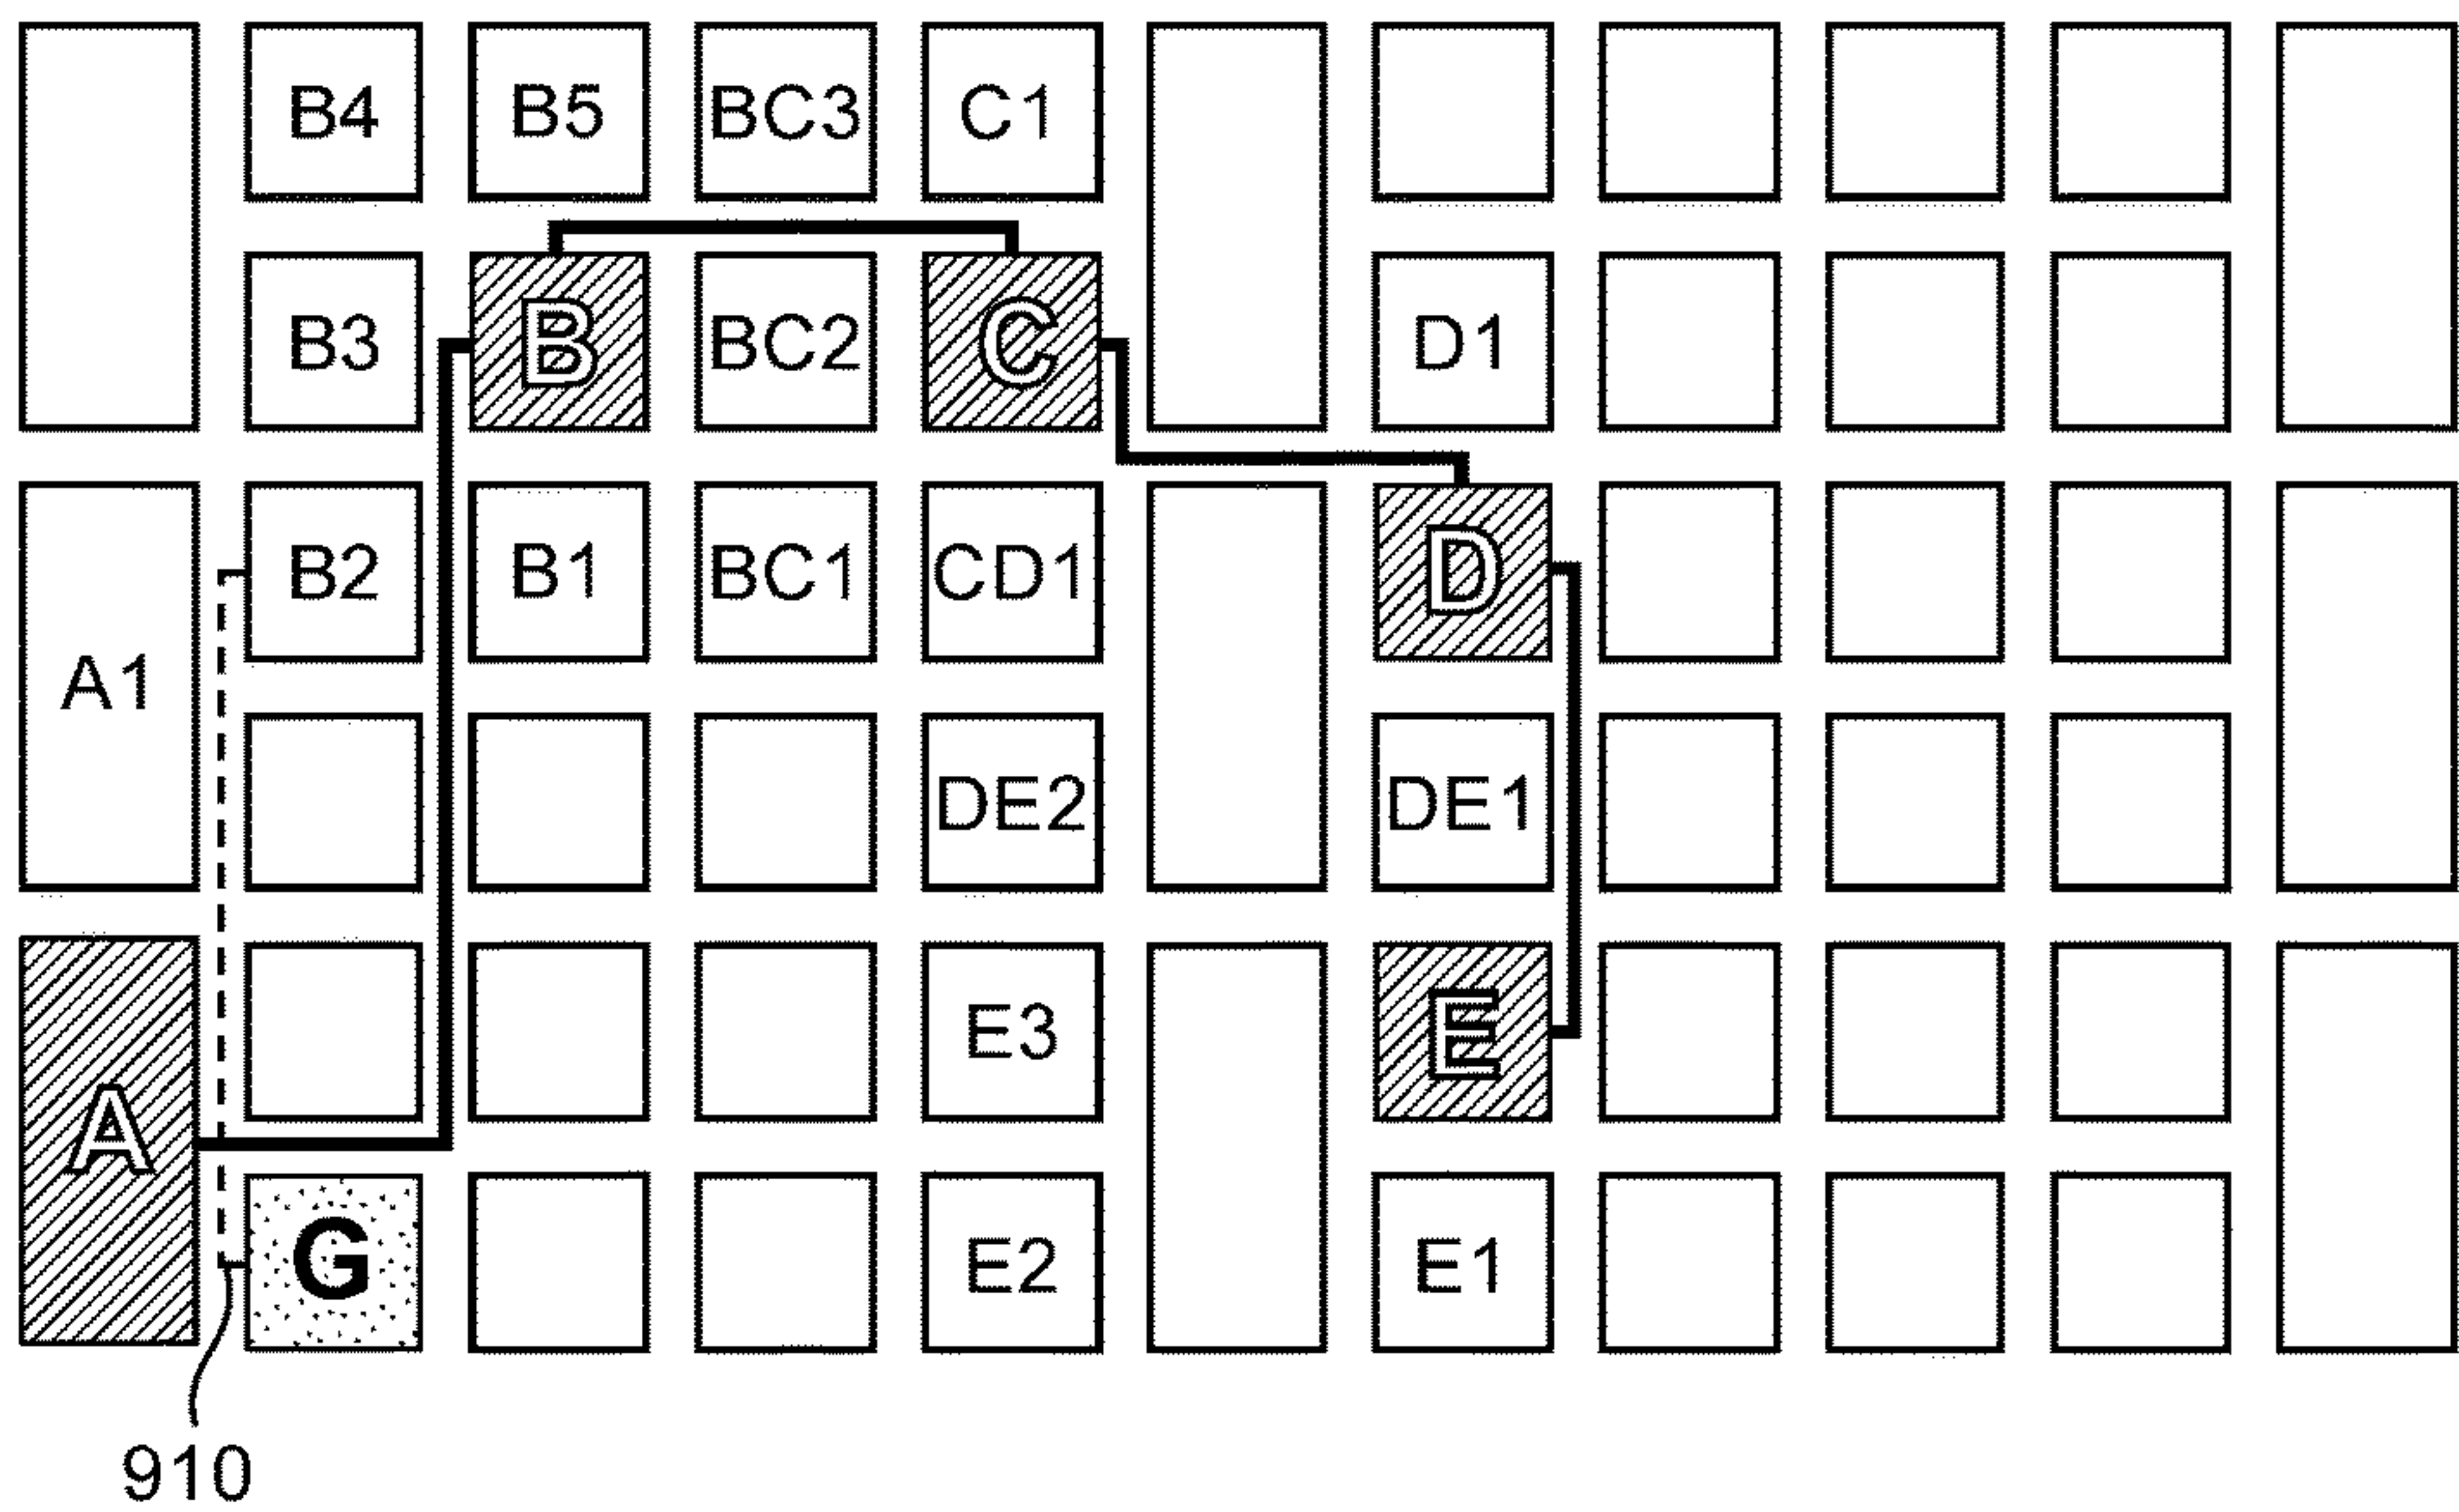 B4 B5 BC3 C1
B3 B BC2 C D1
B2 B1 BC1 CD1 D
A1
DE2 DE1
E3 E
A
G E2 E1
910